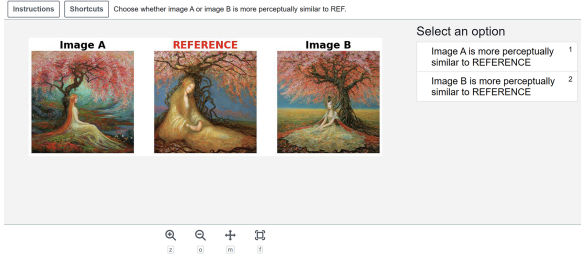 Instructions
Shortcuts
Choose whether image A or image B is more perceptually similar to REF.
Image A
REFERENCE
Image B
Select an option
Image A is more perceptually
similar to REFERENCE
1
Image B is more perceptually
similar to REFERENCE
2
z
o
m
f